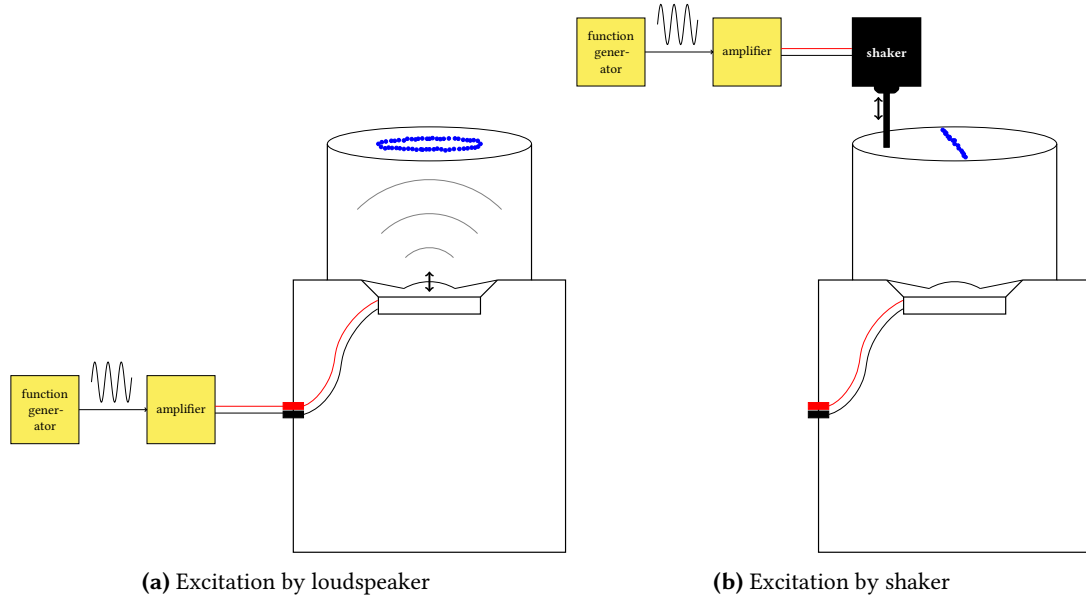 function
gener-
ator
amplifier
shaker
function
gener-
ator
amplifier
(a) Excitation by loudspeaker
(b) Excitation by shaker